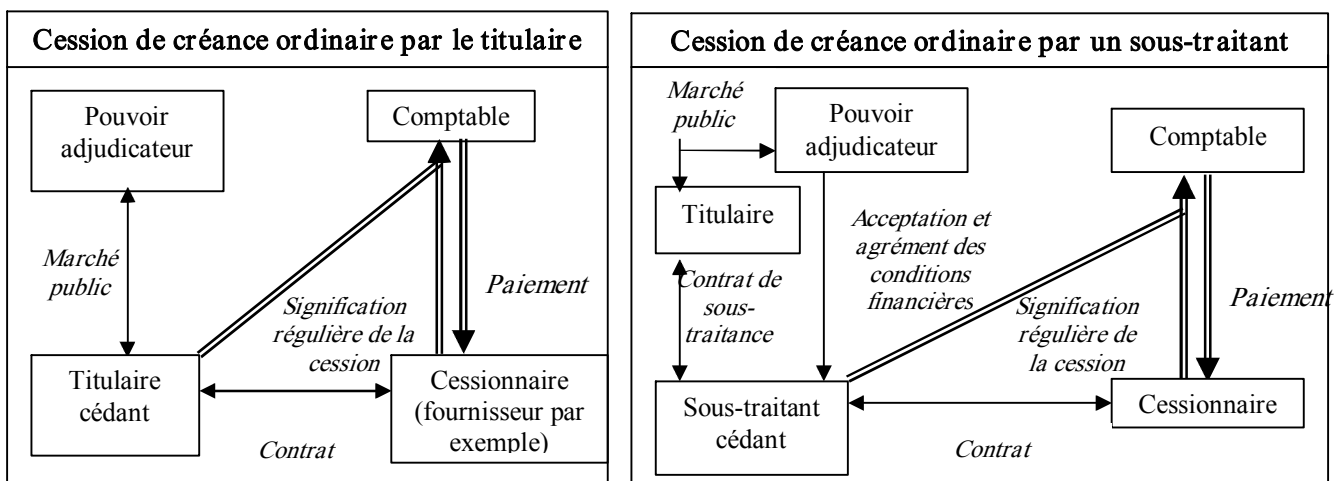 Cession de créance ordinaire par le titulaire
Pouvoir
adjudicateur
Comptable
Marché
public
Signification
régulière de la
cession
Paiement
Titulaire
cédant
Cessionnaire
(fournisseur par
exemple)
Contrat
Cession de créance ordinaire par un sous-traitant
Marché
public
Pouvoir
adjudicateur
Comptable
Titulaire
Acceptation et
agrément des
conditions
financières
Contrat de
sous-
traitance
Signification
régulière de
la cession
Paiement
Sous-traitant
cédant
Cessionnaire
Contrat